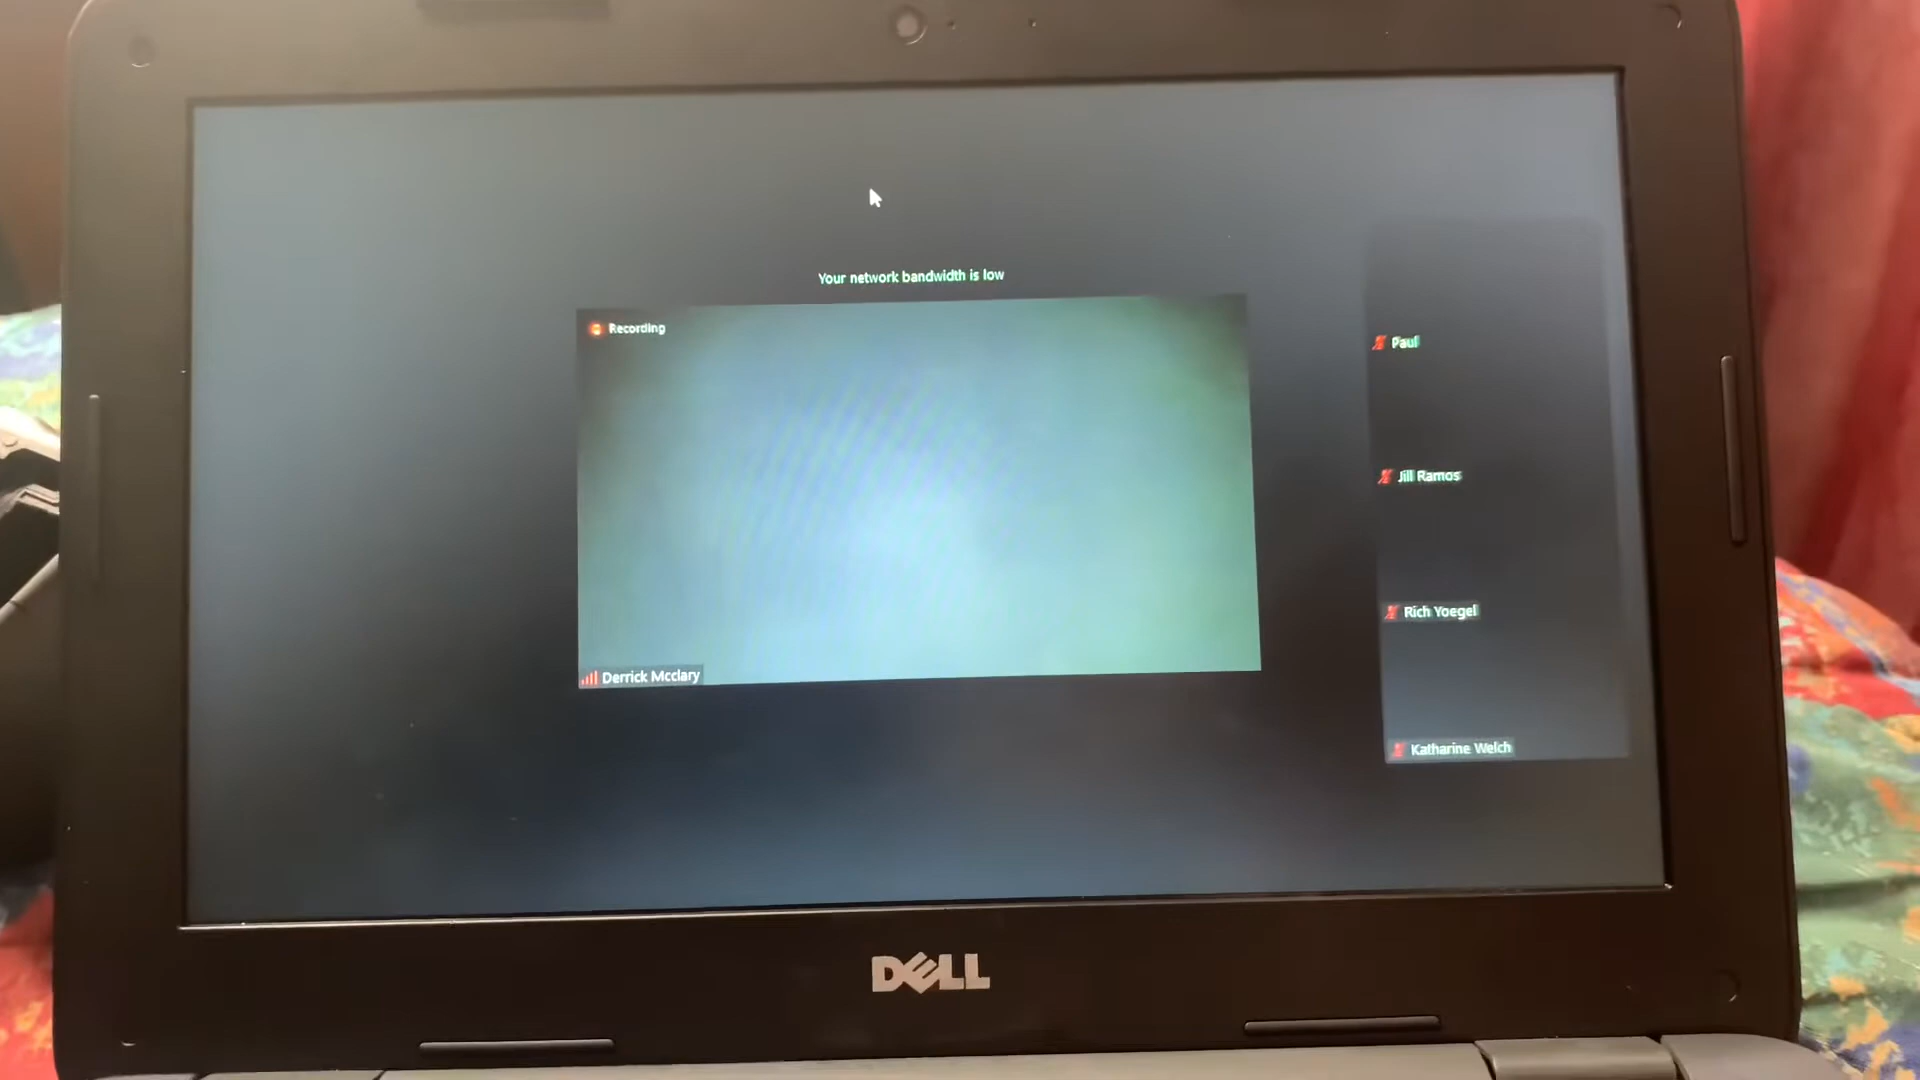 Your network bandwidth is low
Recording
Paul
Jill Ramos
Rich Yoegel
Derrick Mcclary
Katharine Welch
DELL